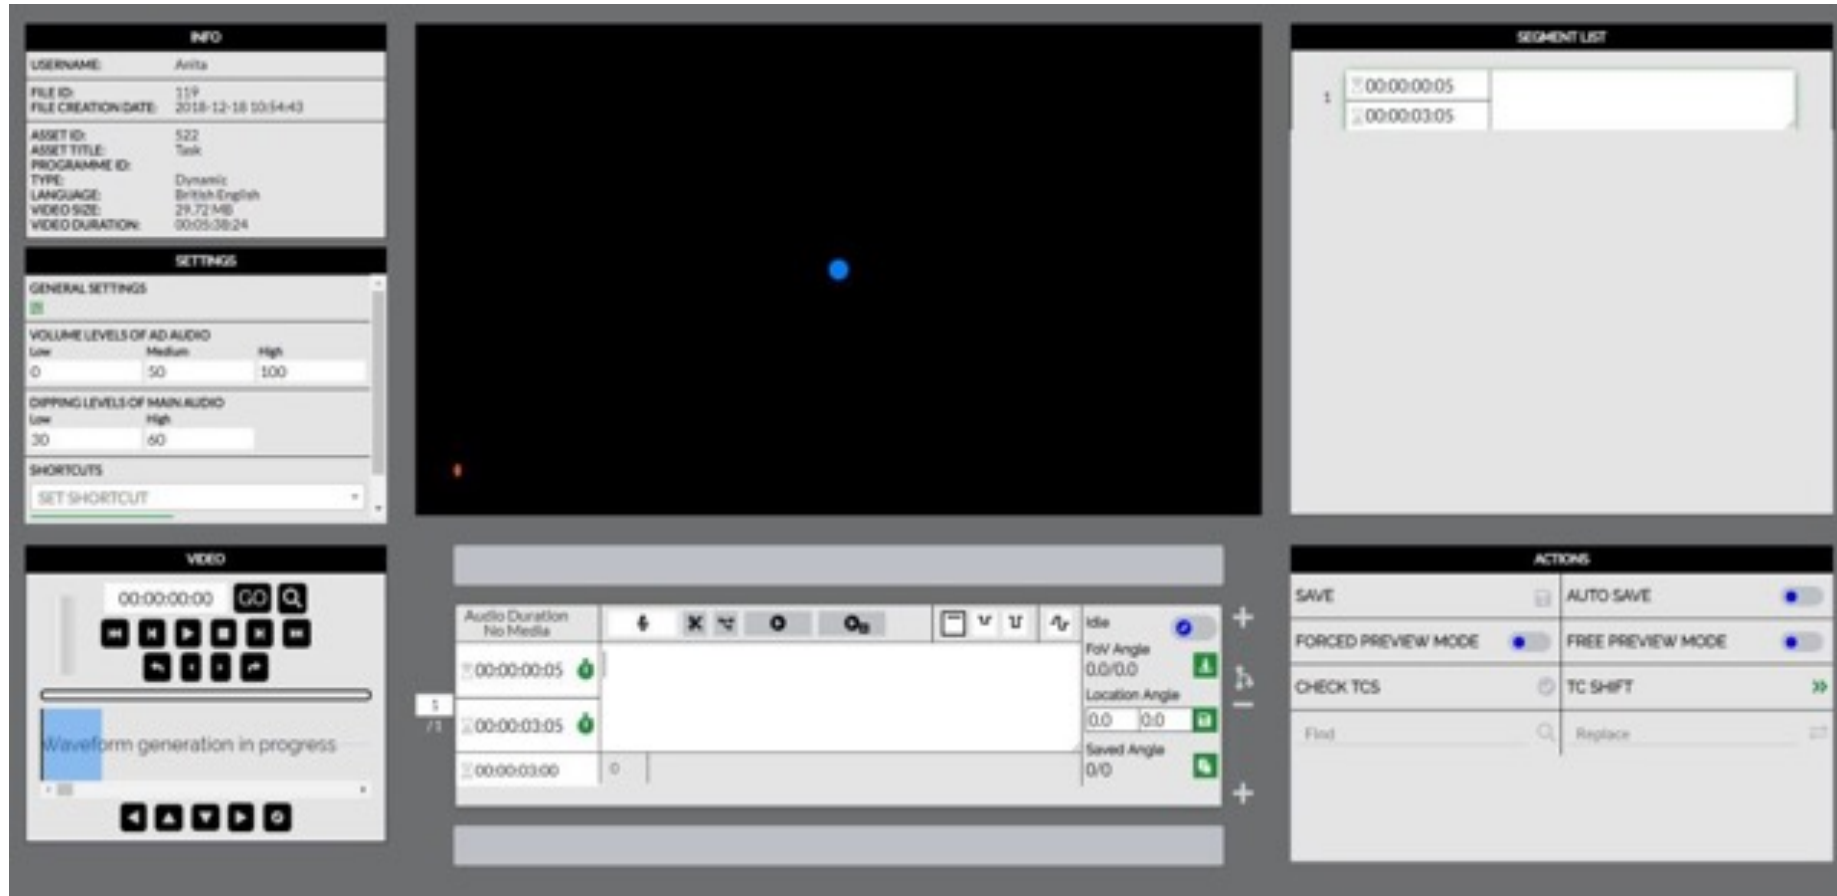 INFO
USERNAME: Anita
FILE ID: 119
FILE CREATION DATE: 2018-12-18 10:54:43
ASSET ID: 522
ASSET TITLE: Task
PROGRAMME ID:
TYPE: Dynamic
LANGUAGE: British English
VIDEO SIZE: 29.72 MB
VIDEO DURATION: 00:05:38:24
SETTINGS
GENERAL SETTINGS
VOLUME LEVELS OF AD AUDIO
Low Medium High
0 50 100
DIPPING LEVELS OF MAIN AUDIO
Low High
30 60
SHORTCUTS
SET SHORTCUT
VIDEO
00:00:00:00 GO
Waveform generation in progress
Audio Duration
No Media
00:00:00:05
1
/1
00:00:03:05
00:00:03:00 0
Idle
FoV Angle
0.0/0.0
Location Angle
0.0 0.0
Saved Angle
0/0
SEGMENT LIST
1
00:00:00:05
00:00:03:05
ACTIONS
SAVE AUTO SAVE
FORCED PREVIEW MODE FREE PREVIEW MODE
CHECK TCS TC SHIFT
Find Replace